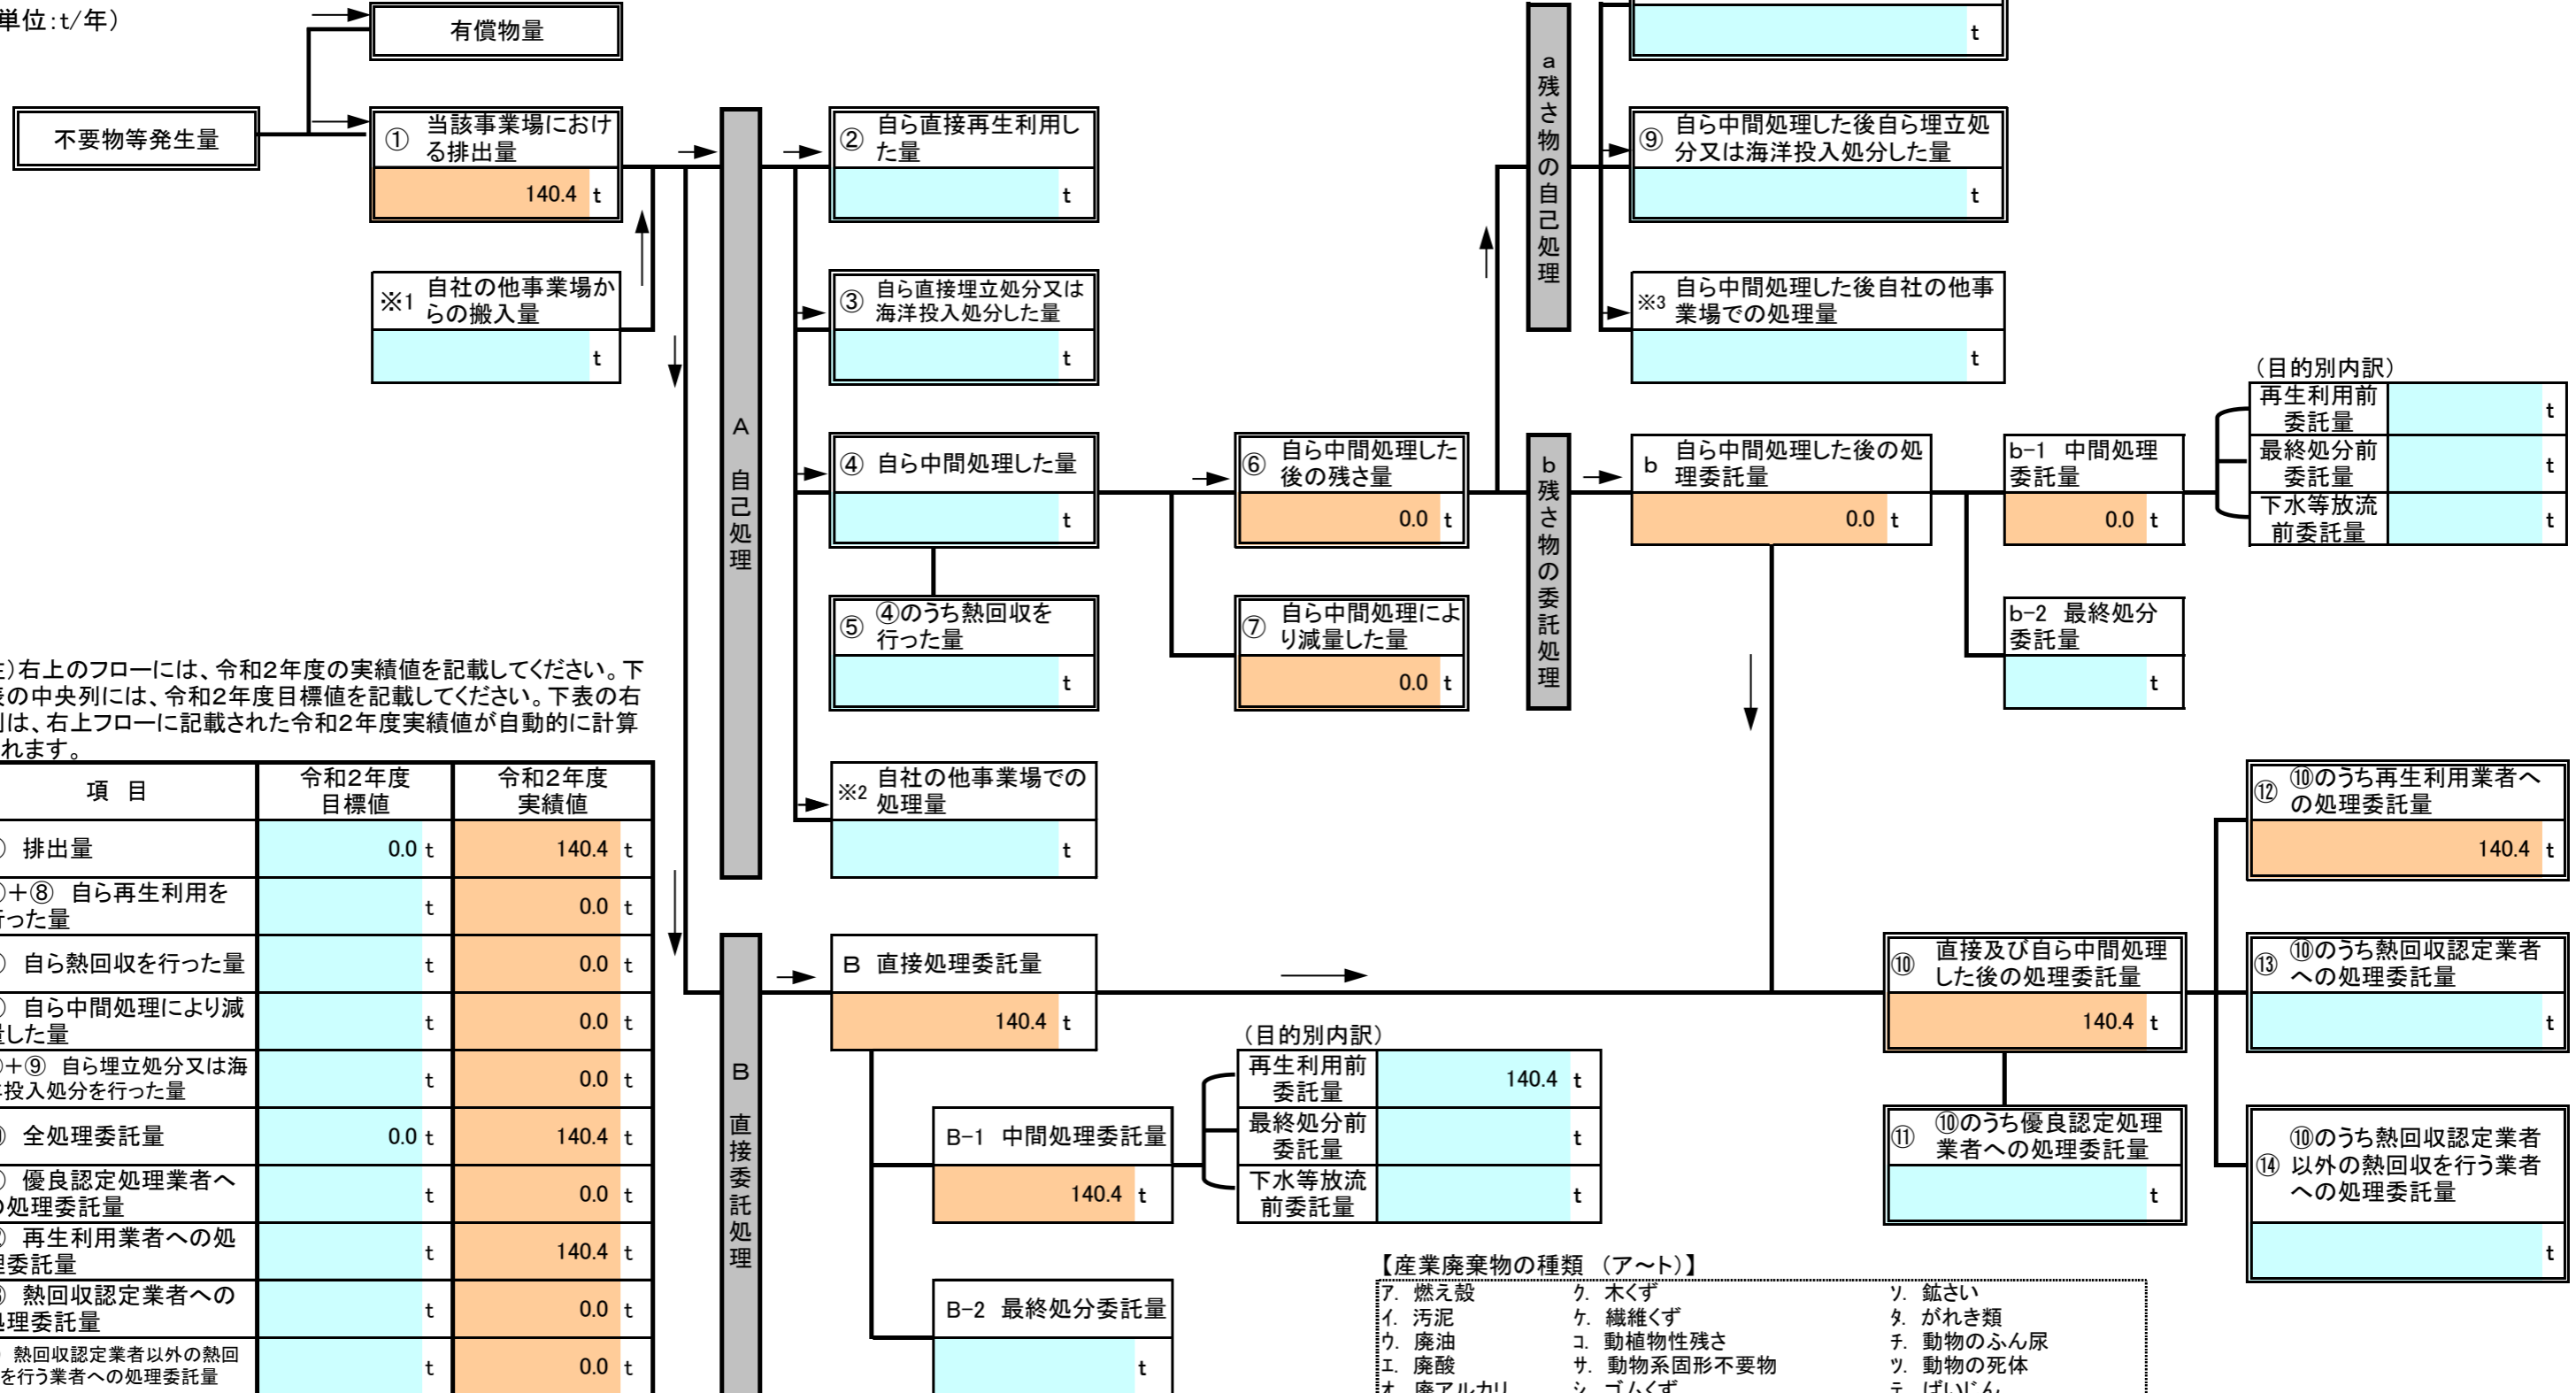 単位：t/年）
有償物量
不要物等発生量
① 当該事業場におけ
る排出量
140.4 t
※1 自社の他事業場か
らの搬入量
t
A 自己処理
② 自ら直接再生利用し
た量
t
③ 自ら直接埋立処分又は
海洋投入処分した量
t
④ 自ら中間処理した量
t
⑤ ④のうち熱回収を
行った量
t
※2 自社の他事業場での
処理量
t
⑥ 自ら中間処理した
後の残さ量
0.0 t
⑦ 自ら中間処理によ
り減量した量
0.0 t
a残さ物の自己処理
t
⑨ 自ら中間処理した後自ら埋立処
分又は海洋投入処分した量
t
※3 自ら中間処理した後自社の他事
業場での処理量
t
b残さ物の委託処理
b 自ら中間処理した後の処
理委託量
0.0 t
b-1 中間処理
委託量
0.0 t
b-2 最終処分
委託量
t
（目的別内訳）
再生利用前
委託量
t
最終処分前
委託量
t
下水等放流
前委託量
t
）右上のフローには、令和2年度の実績値を記載してください。下
の中央列には、令和2年度目標値を記載してください。下表の右
は、右上フローに記載された令和2年度実績値が自動的に計算
れます。
項 目
令和2年度
目標値
令和2年度
実績値
排出量
0.0 t
140.4 t
＋⑧ 自ら再生利用を
行った量
t
0.0 t
自ら熱回収を行った量
t
0.0 t
自ら中間処理により減
量した量
t
0.0 t
＋⑨ 自ら埋立処分又は海
投入処分を行った量
t
0.0 t
全処理委託量
0.0 t
140.4 t
優良認定処理業者へ
の処理委託量
t
0.0 t
再生利用業者への処
理委託量
t
140.4 t
熱回収認定業者への
処理委託量
t
0.0 t
熱回収認定業者以外の熱回
を行う業者への処理委託量
t
0.0 t
B 直接委託処理
B 直接処理委託量
140.4 t
B-1 中間処理委託量
140.4 t
B-2 最終処分委託量
t
（目的別内訳）
再生利用前
委託量
140.4 t
最終処分前
委託量
t
下水等放流
前委託量
t
⑩ 直接及び自ら中間処理
した後の処理委託量
140.4 t
⑪ ⑩のうち優良認定処理
業者への処理委託量
t
⑫ ⑩のうち再生利用業者へ
の処理委託量
140.4 t
⑬ ⑩のうち熱回収認定業者
への処理委託量
t
⑭ ⑩のうち熱回収認定業者
以外の熱回収を行う業者
への処理委託量
t
【産業廃棄物の種類 （ア～ト）】
ア. 燃え殻 ク. 木くず ソ. 鉱さい
イ. 汚泥 ケ. 繊維くず タ. がれき類
ウ. 廃油 コ. 動植物性残さ チ. 動物のふん尿
エ. 廃酸 サ. 動物系固形不要物 ツ. 動物の死体
オ. 廃アルカリ シ. ゴムくず テ. ばいじん